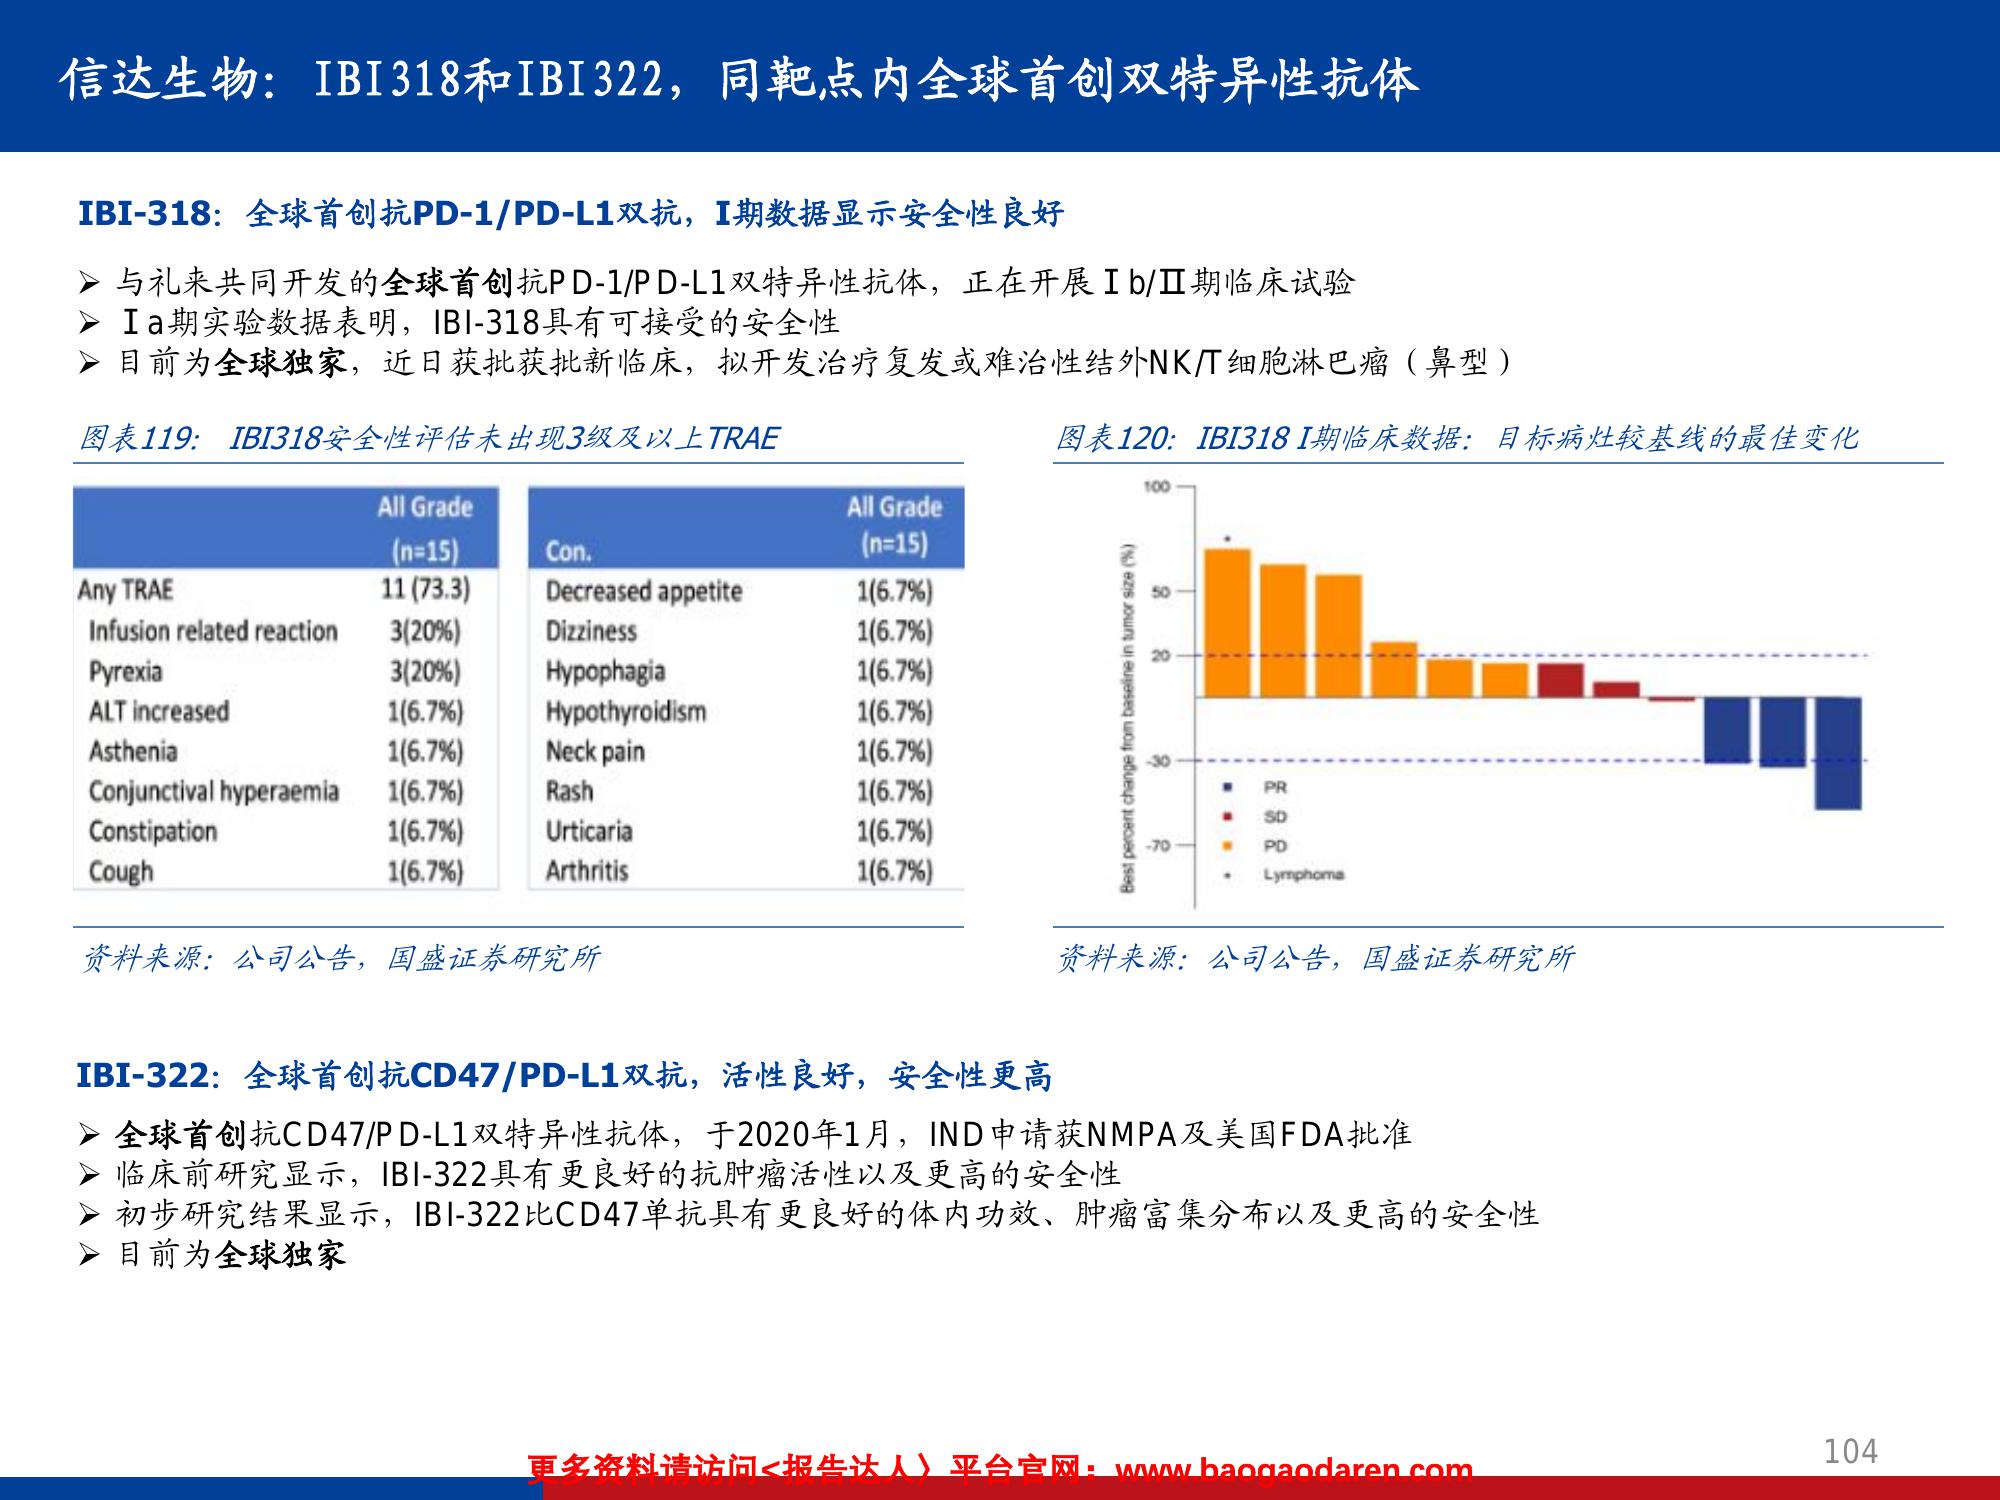 信达生物：IBI318和IBI322，同靶点内全球首创双特异性抗体
IBI-318：全球首创抗PD-1/PD-L1双抗，I期数据显示安全性良好
➢ 与礼来共同开发的全球首创抗PD-1/PD-L1双特异性抗体，正在开展Ⅰb/Ⅱ期临床试验
➢ Ⅰa期实验数据表明，IBI-318具有可接受的安全性
➢ 目前为全球独家，近日获批获批新临床，拟开发治疗复发或难治性结外NK/T细胞淋巴瘤（鼻型）
图表119： IBI318安全性评估未出现3级及以上TRAE
All Grade
(n=15)
Any TRAE 11 (73.3)
Infusion related reaction 3(20%)
Pyrexia 3(20%)
ALT increased 1(6.7%)
Asthenia 1(6.7%)
Conjunctival hyperaemia 1(6.7%)
Constipation 1(6.7%)
Cough 1(6.7%)
All Grade
Con. (n=15)
Decreased appetite 1(6.7%)
Dizziness 1(6.7%)
Hypophagia 1(6.7%)
Hypothyroidism 1(6.7%)
Neck pain 1(6.7%)
Rash 1(6.7%)
Urticaria 1(6.7%)
Arthritis 1(6.7%)
资料来源：公司公告，国盛证券研究所
图表120：IBI318 I期临床数据：目标病灶较基线的最佳变化
Best percent change from baseline in tumor size (%)
100
50
20
-30
-70
*
PR
SD
PD
* Lymphoma
资料来源：公司公告，国盛证券研究所
IBI-322：全球首创抗CD47/PD-L1双抗，活性良好，安全性更高
➢ 全球首创抗CD47/PD-L1双特异性抗体，于2020年1月，IND申请获NMPA及美国FDA批准
➢ 临床前研究显示，IBI-322具有更良好的抗肿瘤活性以及更高的安全性
➢ 初步研究结果显示，IBI-322比CD47单抗具有更良好的体内功效、肿瘤富集分布以及更高的安全性
➢ 目前为全球独家
104
更多资料请访问<报告达人〉平台官网：www.baogaodaren.com